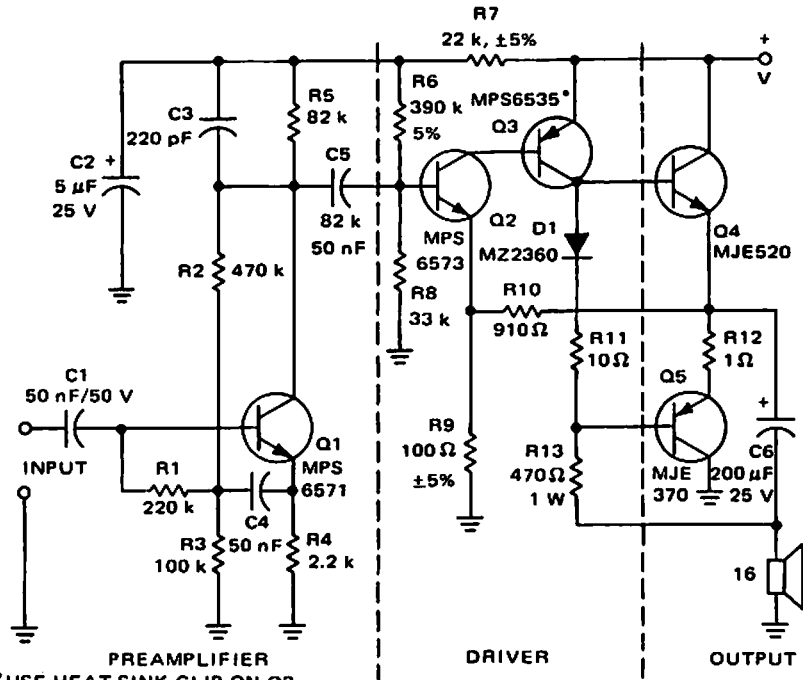 R7
22 k, ±5%
+
V
R5
82 k
R6
390 k
5%
MPS6535*
Q3
C3
220 pF
C2
+
5 µF
25 V
C5
82 k
50 nF
Q2
MPS
6573
D1
MZ2360
Q4
MJE520
R2
470 k
R8
33 k
R10
910Ω
R11
10Ω
R12
1Ω
C1
50 nF/50 V
Q5
+
INPUT
R1
220 k
Q1
MPS
6571
R9
100 Ω
±5%
R13
470Ω
1 W
MJE
370
C6
200 µF
25 V
C4
50 nF
R3
100 k
R4
2.2 k
16
PREAMPLIFIER
DRIVER
OUTPUT
*USE HEAT SINK CLIP ON OR